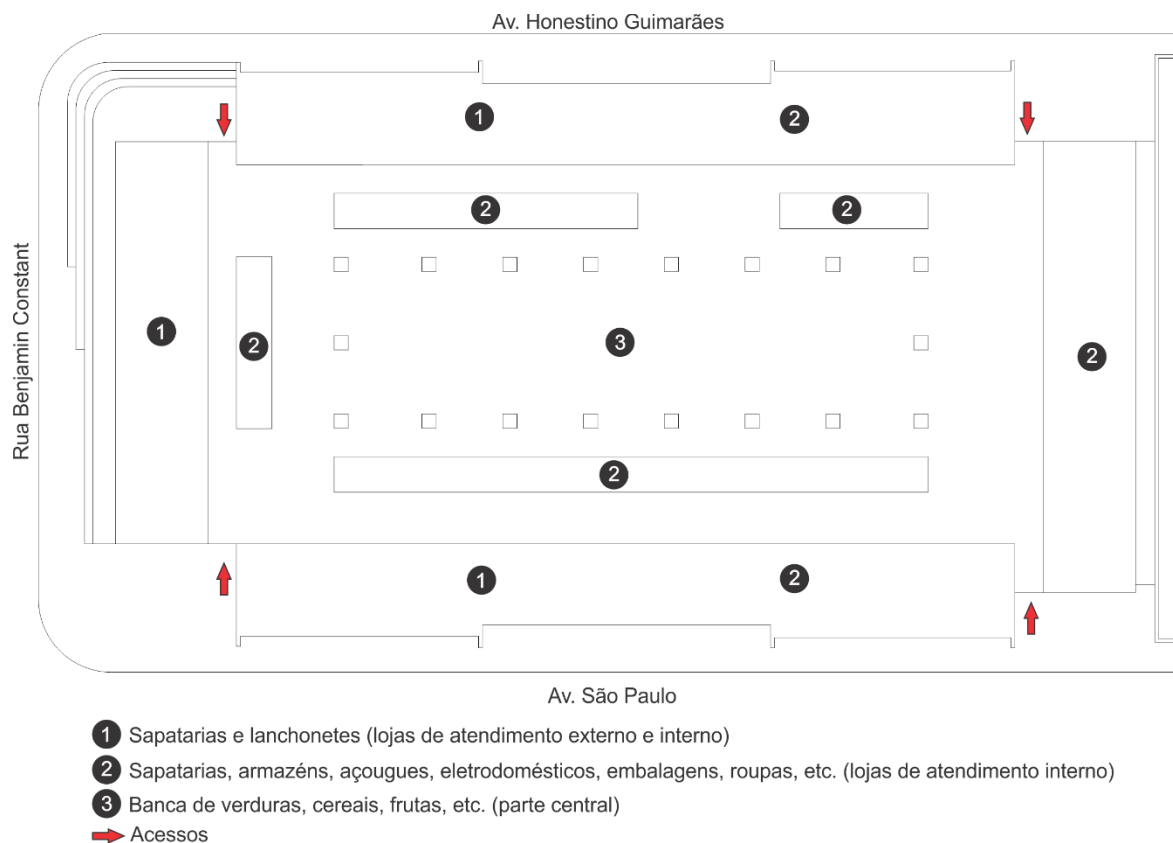 Av. Honestino Guimarães
1
2
2
2
Rua Benjamin Constant
1
2
3
2
2
1
2
Av. São Paulo
1 Sapatarias e lanchonetes (lojas de atendimento externo e interno)
2 Sapatarias, armazéns, açougues, eletrodomésticos, embalagens, roupas, etc. (lojas de atendimento interno)
3 Banca de verduras, cereais, frutas, etc. (parte central)
Acessos